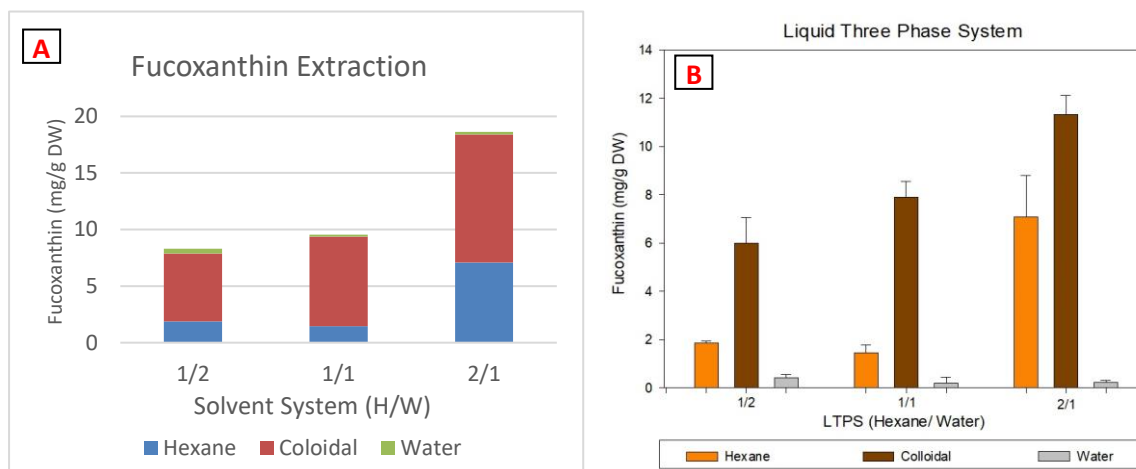 A
Fucoxanthin Extraction
Fucoxanthin (mg/g DW)
20
15
10
5
0
1/2 1/1 2/1
Solvent System (H/W)
Hexane Coloidal Water
B
Liquid Three Phase System
Fucoxanthin (mg/g DW)
14
12
10
8
6
4
2
0
1/2 1/1 2/1
LTPS (Hexane/ Water)
Hexane Colloidal Water